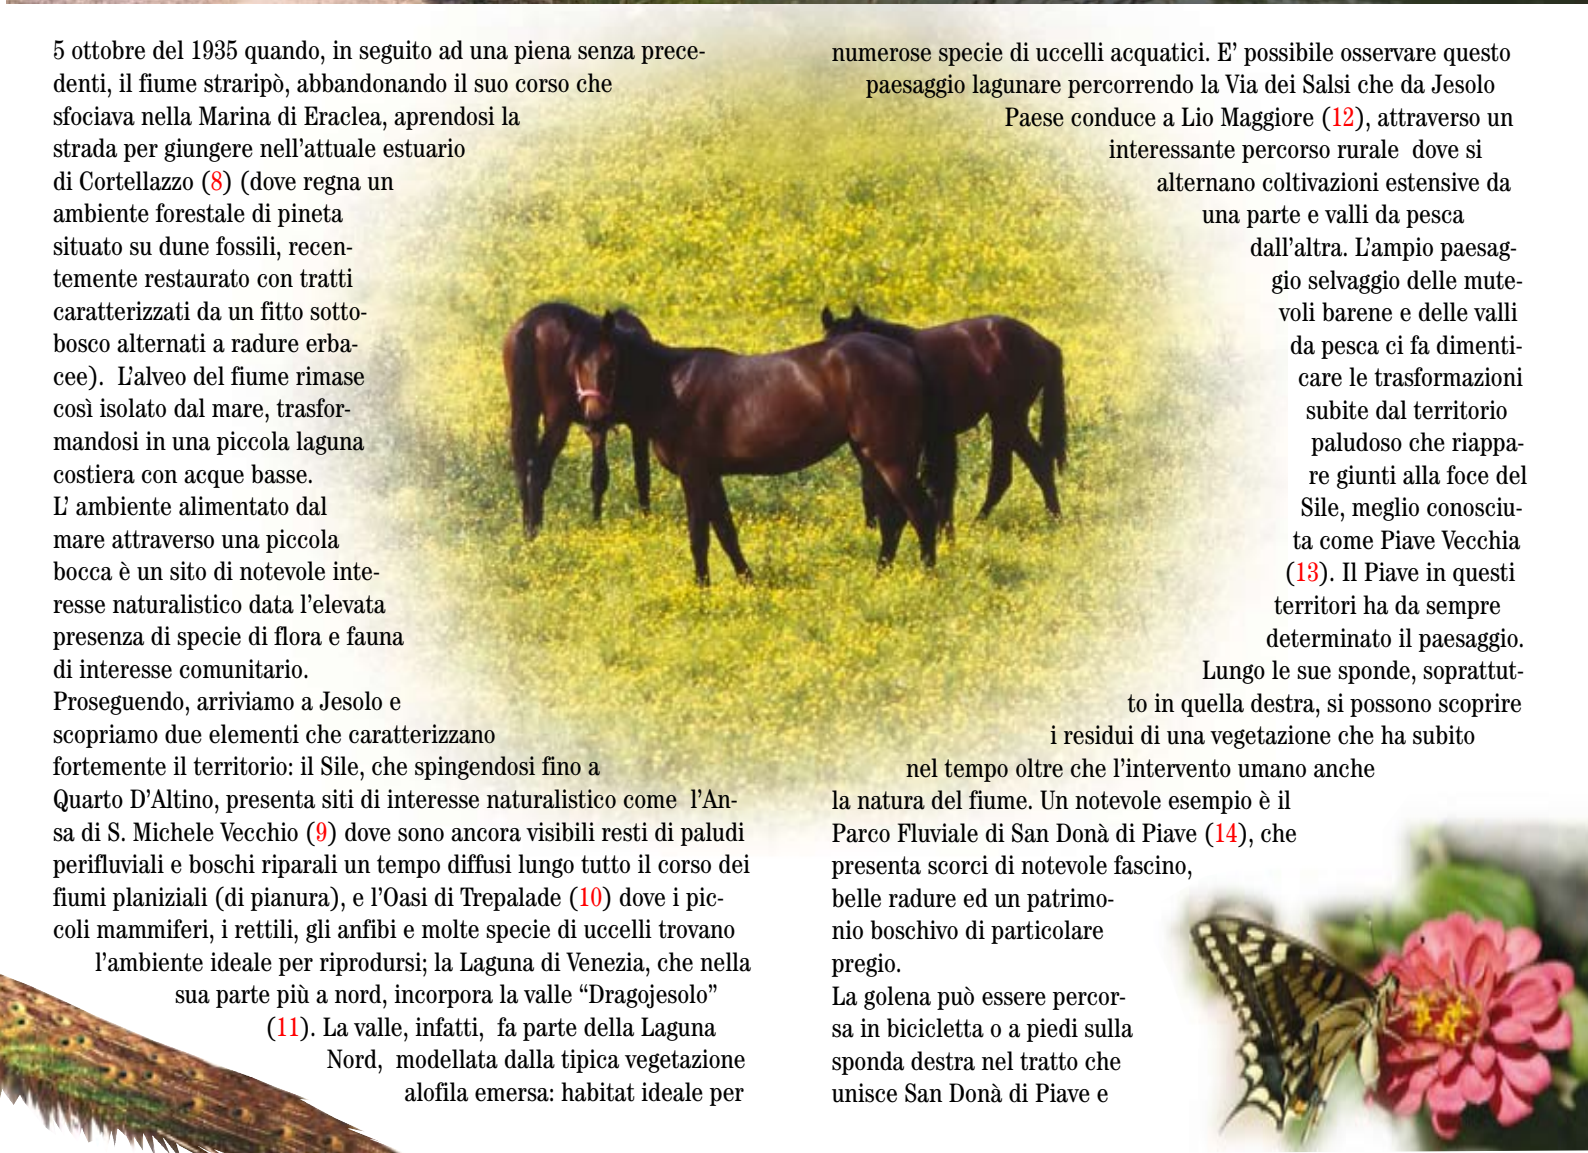 5 ottobre del 1935 quando, in seguito ad una piena senza prece-
denti, il fiume straripò, abbandonando il suo corso che
sfociava nella Marina di Eraclea, aprendosi la
strada per giungere nell'attuale estuario
di Cortellazzo (8) (dove regna un
ambiente forestale di pineta
situato su dune fossili, recen-
temente restaurato con tratti
caratterizzati da un fitto sotto-
bosco alternati a radure erba-
cee).  L'alveo del fiume rimase
così isolato dal mare, trasfor-
mandosi in una piccola laguna
costiera con acque basse.
L' ambiente alimentato dal
mare attraverso una piccola
bocca è un sito di notevole inte-
resse naturalistico data l'elevata
presenza di specie di flora e fauna
di interesse comunitario.
Proseguendo, arriviamo a Jesolo e
scopriamo due elementi che caratterizzano
fortemente il territorio: il Sile, che spingendosi fino a
Quarto D'Altino, presenta siti di interesse naturalistico come  l'An-
sa di S. Michele Vecchio (9) dove sono ancora visibili resti di paludi
perifluviali e boschi riparali un tempo diffusi lungo tutto il corso dei
fiumi planiziali (di pianura), e l'Oasi di Trepalade (10) dove i pic-
coli mammiferi, i rettili, gli anfibi e molte specie di uccelli trovano
l'ambiente ideale per riprodursi; la Laguna di Venezia, che nella
sua parte più a nord, incorpora la valle “Dragojesolo”
(11). La valle, infatti,  fa parte della Laguna
Nord,  modellata dalla tipica vegetazione
alofila emersa: habitat ideale per
numerose specie di uccelli acquatici. E' possibile osservare questo
paesaggio lagunare percorrendo la Via dei Salsi che da Jesolo
Paese conduce a Lio Maggiore (12), attraverso un
interessante percorso rurale  dove si
alternano coltivazioni estensive da
una parte e valli da pesca
dall'altra. L'ampio paesag-
gio selvaggio delle mute-
voli barene e delle valli
da pesca ci fa dimenti-
care le trasformazioni
subite dal territorio
paludoso che riappa-
re giunti alla foce del
Sile, meglio conosciu-
ta come Piave Vecchia
(13). Il Piave in questi
territori ha da sempre
determinato il paesaggio.
Lungo le sue sponde, soprattut-
to in quella destra, si possono scoprire
i residui di una vegetazione che ha subito
nel tempo oltre che l'intervento umano anche
la natura del fiume. Un notevole esempio è il
Parco Fluviale di San Donà di Piave (14), che
presenta scorci di notevole fascino,
belle radure ed un patrimo-
nio boschivo di particolare
pregio.
La golena può essere percor-
sa in bicicletta o a piedi sulla
sponda destra nel tratto che
unisce San Donà di Piave e